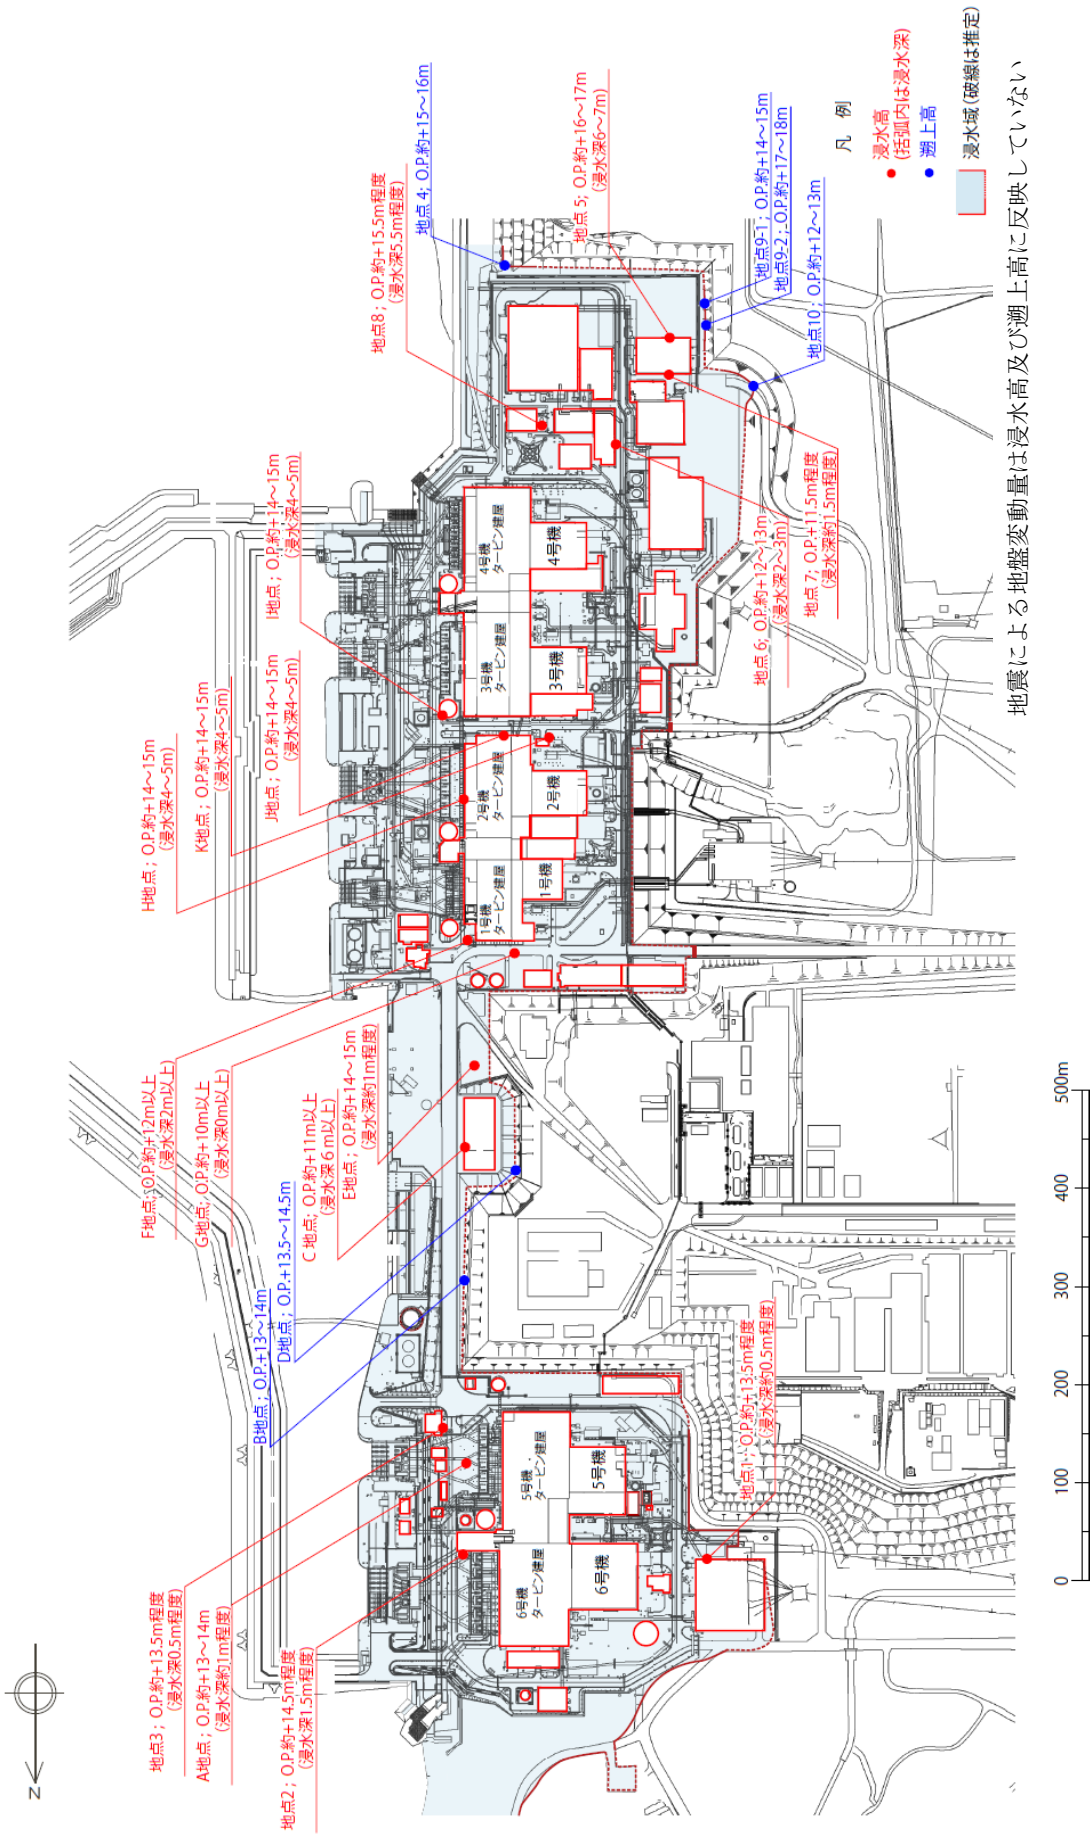 N
地点3；O.P.約+13.5m程度
（浸水深0.5m程度）
A地点；O.P.約+13～14m
（浸水深約1m程度）
地点2；O.P.約+14.5m程度
（浸水深1.5m程度）
B地点；O.P.+13～14m
D地点；O.P.+13.5～14.5m
F地点；O.P.約+12m以上
（浸水深2m以上）
G地点；O.P.約+10m以上
（浸水深0m以上）
C地点；O.P.約+11m以上
（浸水深6m以上）
E地点；O.P.約+14～15m
（浸水深約1m程度）
H地点；O.P.約+14～15m
（浸水深4～5m）
K地点；O.P.約+14～15m
（浸水深4～5m）
J地点；O.P.約+14～15m
（浸水深4～5m）
I地点；O.P.約+14～15m
（浸水深4～5m）
地点8；O.P.約+15.5m程度
（浸水深5.5m程度）
地点4；O.P.約+15～16m
地点5；O.P.約+16～17m
（浸水深6～7m）
地点9-1；O.P.約+14～15m
地点9-2；O.P.約+17～18m
地点10；O.P.約+12～13m
地点6；O.P.約+12～13m
（浸水深2～3m）
地点7；O.P.+11.5m程度
（浸水深約1.5m程度）
地点1；O.P.約+13.5m程度
（浸水深約0.5m程度）
6号機
タービン建屋
5号機
タービン建屋
6号機
5号機
1号機
タービン建屋
2号機
タービン建屋
3号機
タービン建屋
4号機
タービン建屋
1号機
2号機
3号機
4号機
凡 例
浸水高
（括弧内は浸水深）
遡上高
浸水域（破線は推定）
0 100 200 300 400 500m
地震による地盤変動量は浸水高及び遡上高に反映していない